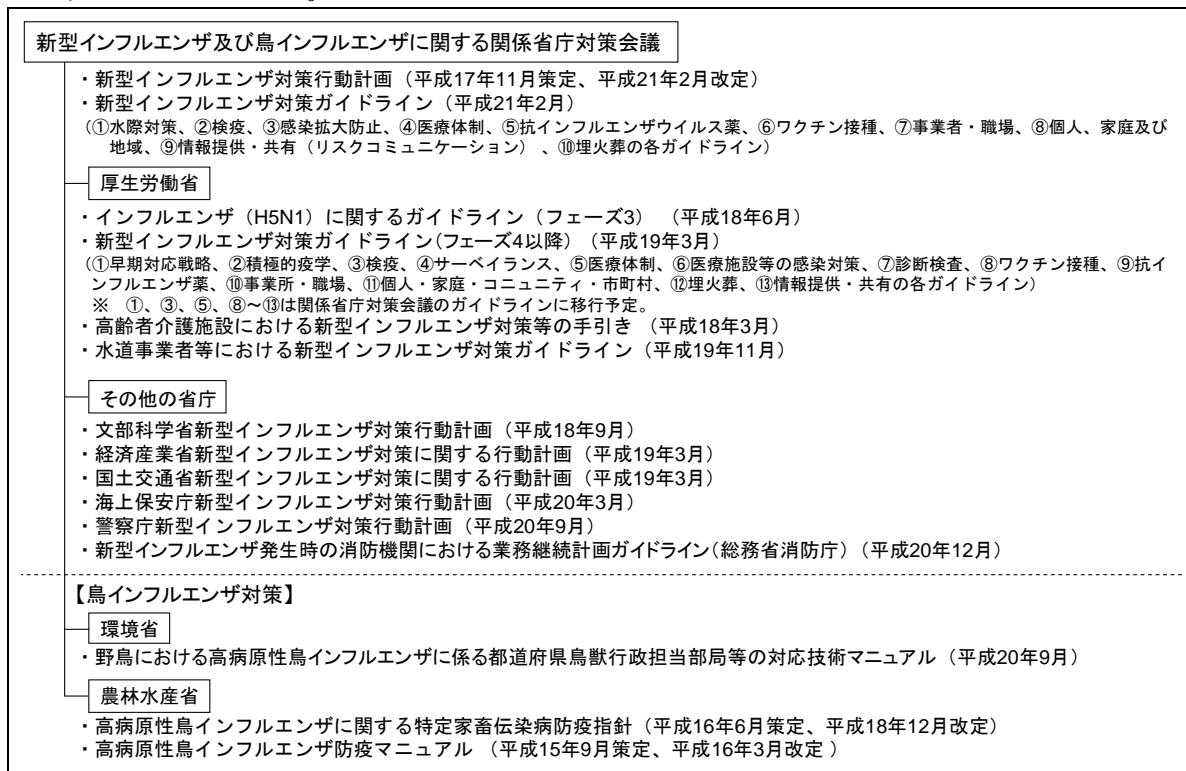 新型インフルエンザ及び鳥インフルエンザに関する関係省庁対策会議
・新型インフルエンザ対策行動計画（平成17年11月策定、平成21年2月改定）
・新型インフルエンザ対策ガイドライン（平成21年2月）
（①水際対策、②検疫、③感染拡大防止、④医療体制、⑤抗インフルエンザウイルス薬、⑥ワクチン接種、⑦事業者・職場、⑧個人、家庭及び
地域、⑨情報提供・共有（リスクコミュニケーション）、⑩埋火葬の各ガイドライン）
厚生労働省
・インフルエンザ（H5N1）に関するガイドライン（フェーズ3）（平成18年6月）
・新型インフルエンザ対策ガイドライン（フェーズ4以降）（平成19年3月）
（①早期対応戦略、②積極的疫学、③検疫、④サーベイランス、⑤医療体制、⑥医療施設等の感染対策、⑦診断検査、⑧ワクチン接種、⑨抗イ
ンフルエンザ薬、⑩事業所・職場、⑪個人・家庭・コニュニティ・市町村、⑫埋火葬、⑬情報提供・共有の各ガイドライン）
※　①、③、⑤、⑧～⑬は関係省庁対策会議のガイドラインに移行予定。
・高齢者介護施設における新型インフルエンザ対策等の手引き（平成18年3月）
・水道事業者等における新型インフルエンザ対策ガイドライン（平成19年11月）
その他の省庁
・文部科学省新型インフルエンザ対策行動計画（平成18年9月）
・経済産業省新型インフルエンザ対策に関する行動計画（平成19年3月）
・国土交通省新型インフルエンザ対策に関する行動計画（平成19年3月）
・海上保安庁新型インフルエンザ対策行動計画（平成20年3月）
・警察庁新型インフルエンザ対策行動計画（平成20年9月）
・新型インフルエンザ発生時の消防機関における業務継続計画ガイドライン（総務省消防庁）（平成20年12月）
【鳥インフルエンザ対策】
環境省
・野鳥における高病原性鳥インフルエンザに係る都道府県鳥獣行政担当部局等の対応技術マニュアル（平成20年9月）
農林水産省
・高病原性鳥インフルエンザに関する特定家畜伝染病防疫指針（平成16年6月策定、平成18年12月改定）
・高病原性鳥インフルエンザ防疫マニュアル（平成15年9月策定、平成16年3月改定）